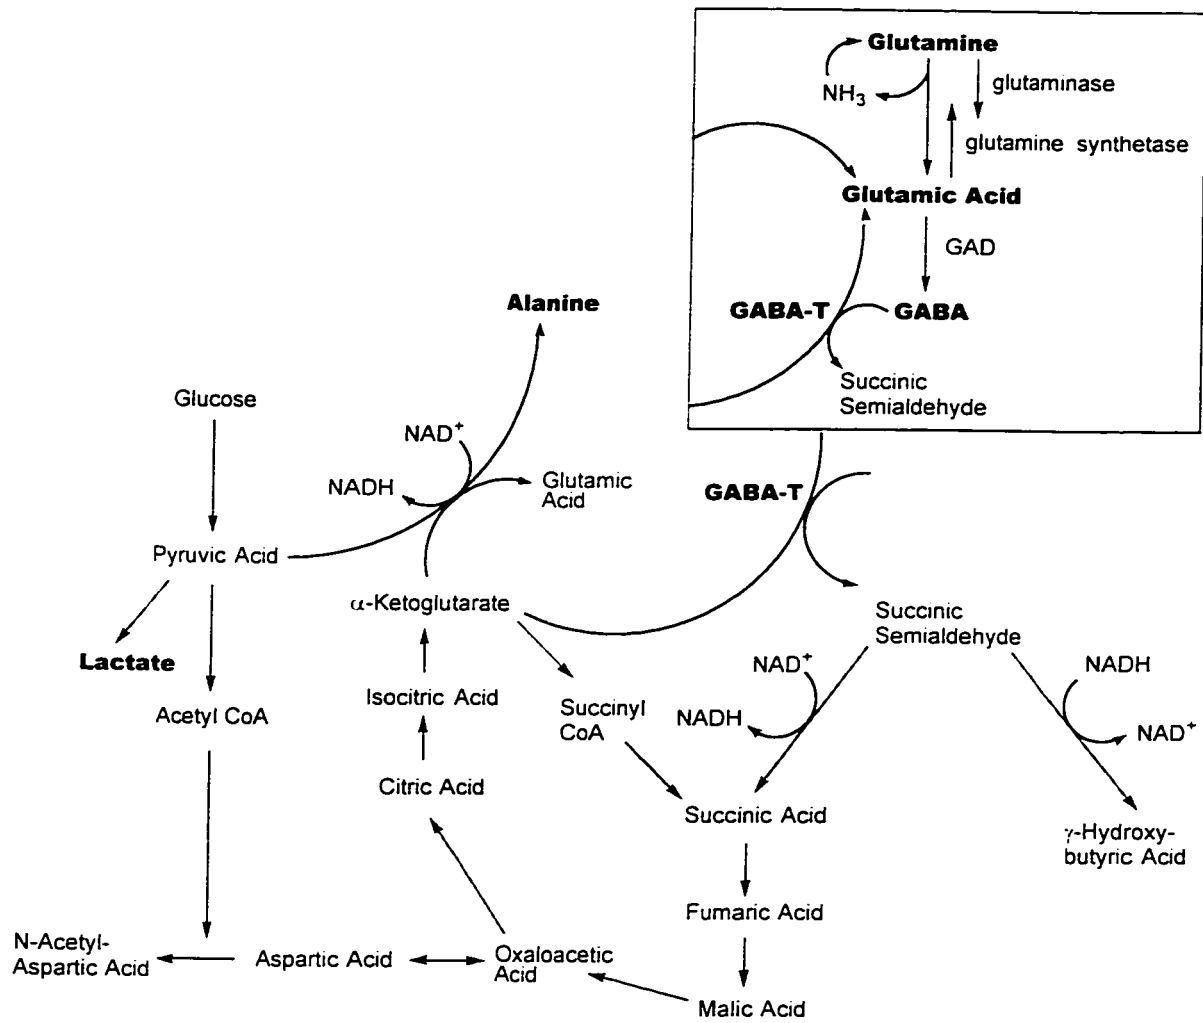 Glutamine
NH3
glutaminase
glutamine synthetase
Glutamic Acid
GAD
GABA-T
GABA
Succinic
Semialdehyde
Alanine
Glucose
NAD+
NADH
Glutamic
Acid
GABA-T
Pyruvic Acid
α-Ketoglutarate
Succinic
Semialdehyde
Lactate
NAD+
NADH
NADH
NAD+
Isocitric Acid
Succinyl
CoA
Acetyl CoA
Citric Acid
Succinic Acid
γ-Hydroxy-
butyric Acid
Fumaric Acid
N-Acetyl-
Aspartic Acid
Aspartic Acid
Oxaloacetic
Acid
Malic Acid